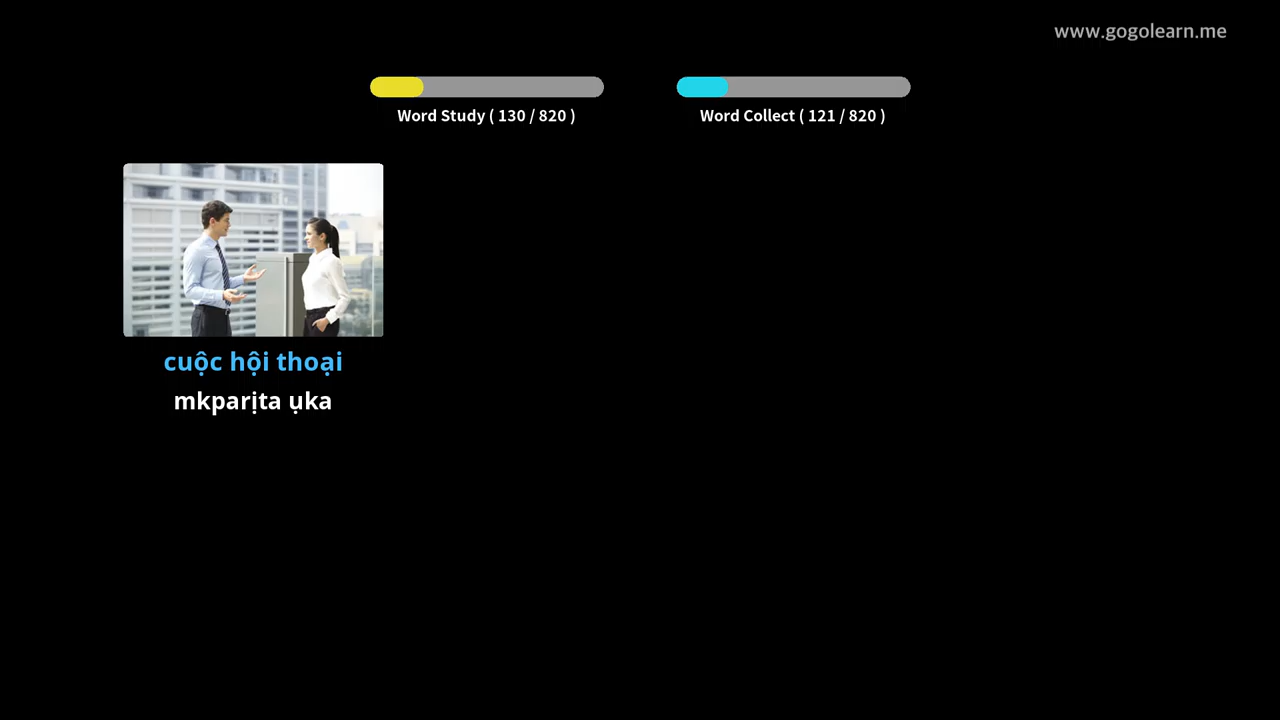 www.gogolearn.me
Word Study ( 130 / 820 )
Word Collect ( 121 / 820 )
cuộc hội thoại
mkparịta ụka